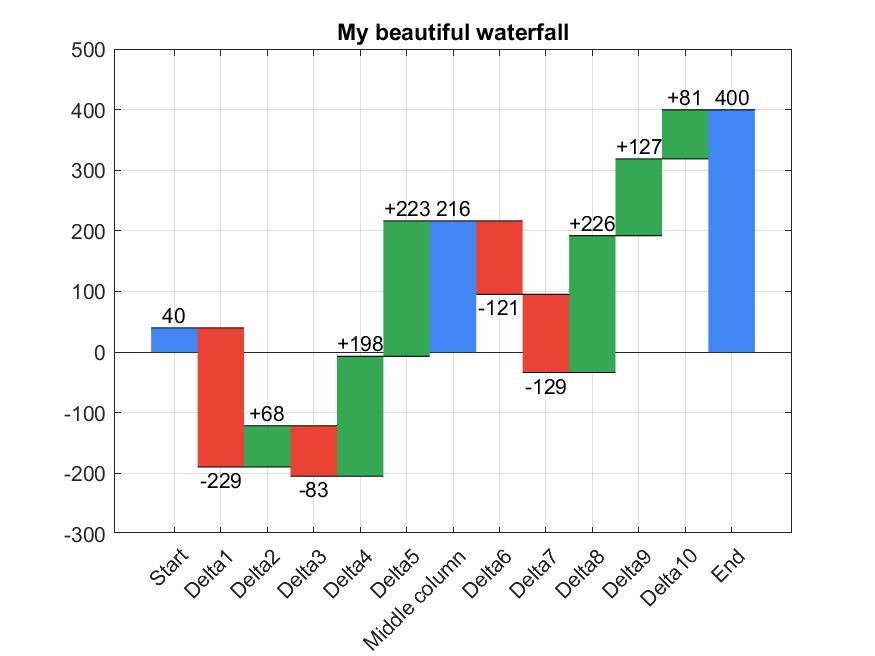 My beautiful waterfall
500
400
300
200
100
0
-100
-200
-300
40
-229
+68
-83
+198
+223
216
-121
-129
+226
+127
+81
400
Start
Delta1
Delta2
Delta3
Delta4
Delta5
Middle column
Delta6
Delta7
Delta8
Delta9
Delta10
End